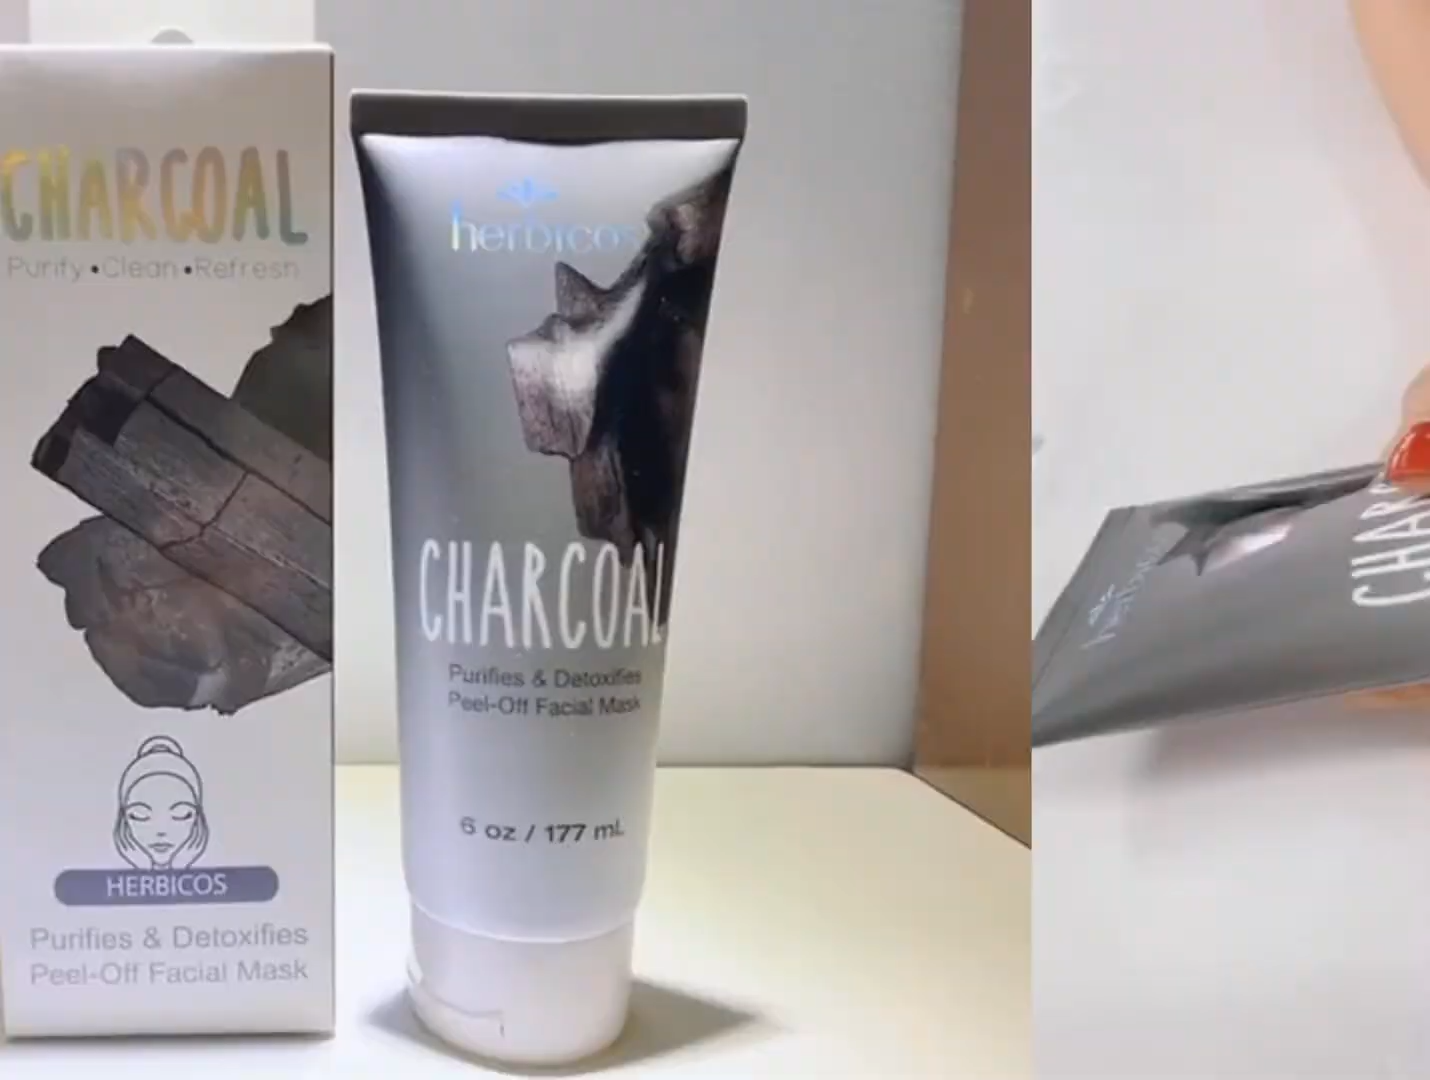 CHARCOAL
Purify •Clean •Refresh
HERBICOS
Purifies & Detoxifies
Peel-Off Facial Mask
herbicos
CHARCOAL
Purifies & Detoxifies
Peel-Off Facial Mask
6 oz / 177 mL
herbicos